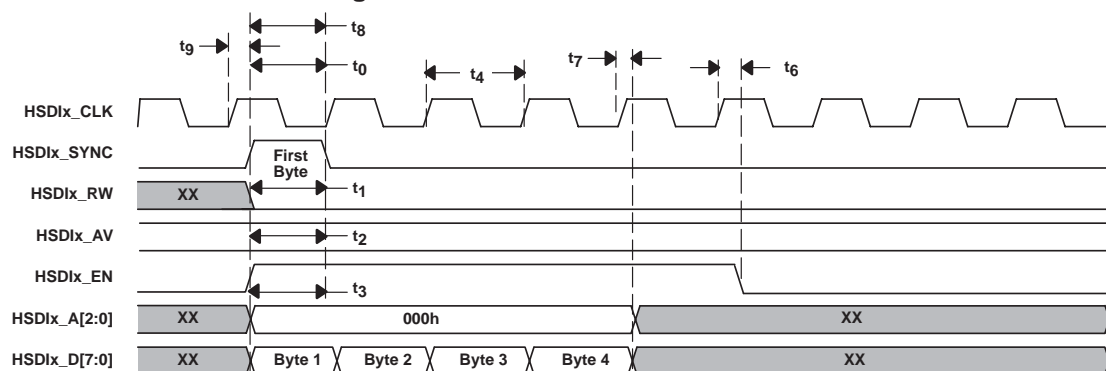 t8
t9
t0
t7
t4
t6
HSDIx_CLK
HSDIx_SYNC
First
Byte
HSDIx_RW
XX
t1
HSDIx_AV
t2
HSDIx_EN
t3
HSDIx_A[2:0]
XX
000h
XX
HSDIx_D[7:0]
XX
Byte 1
Byte 2
Byte 3
Byte 4
XX